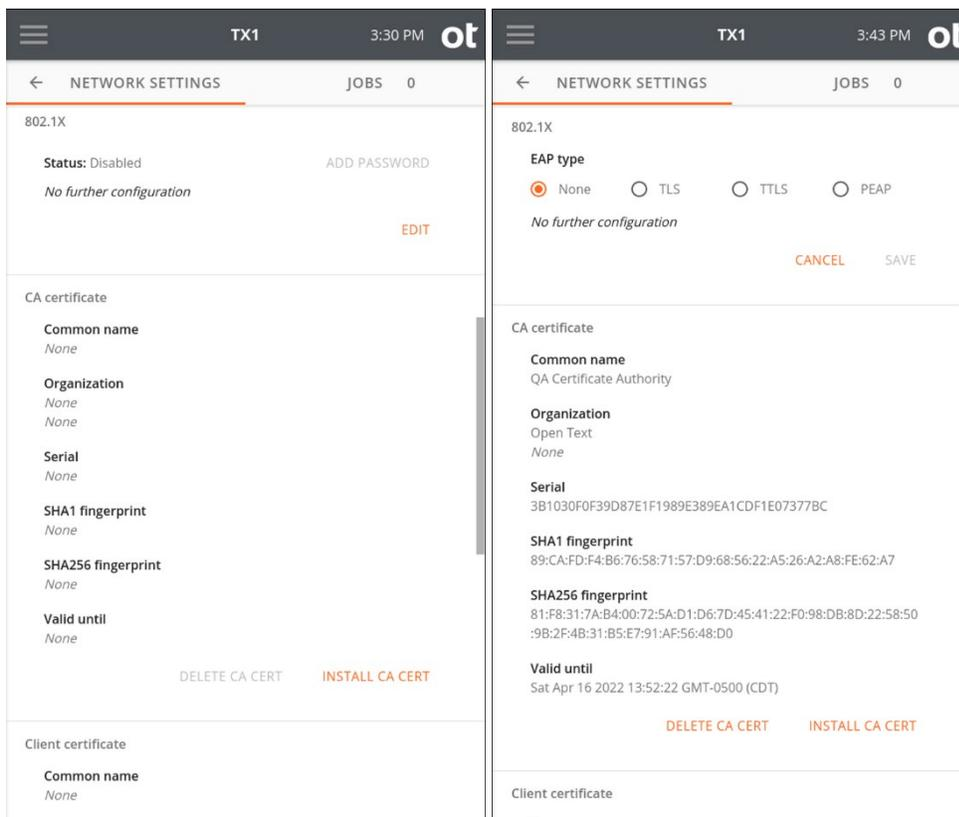 TX1 3:30 PM ot
← NETWORK SETTINGS JOBS 0
802.1X
Status: Disabled ADD PASSWORD
No further configuration
EDIT
CA certificate
Common name
None
Organization
None
None
Serial
None
SHA1 fingerprint
None
SHA256 fingerprint
None
Valid until
None
DELETE CA CERT INSTALL CA CERT
Client certificate
Common name
None
TX1 3:43 PM ot
← NETWORK SETTINGS JOBS 0
802.1X
EAP type
None TLS TTLS PEAP
No further configuration
CANCEL SAVE
CA certificate
Common name
QA Certificate Authority
Organization
Open Text
None
Serial
3B1030F0F39D87E1F1989E389EA1CDF1E07377BC
SHA1 fingerprint
89:CA:FD:F4:B6:76:58:71:57:D9:68:56:22:A5:26:A2:A8:FE:62:A7
SHA256 fingerprint
81:F8:31:7A:B4:00:72:5A:D1:D6:7D:45:41:22:F0:98:DB:8D:22:58:50
:9B:2F:4B:31:B5:E7:91:AF:56:48:D0
Valid until
Sat Apr 16 2022 13:52:22 GMT-0500 (CDT)
DELETE CA CERT INSTALL CA CERT
Client certificate